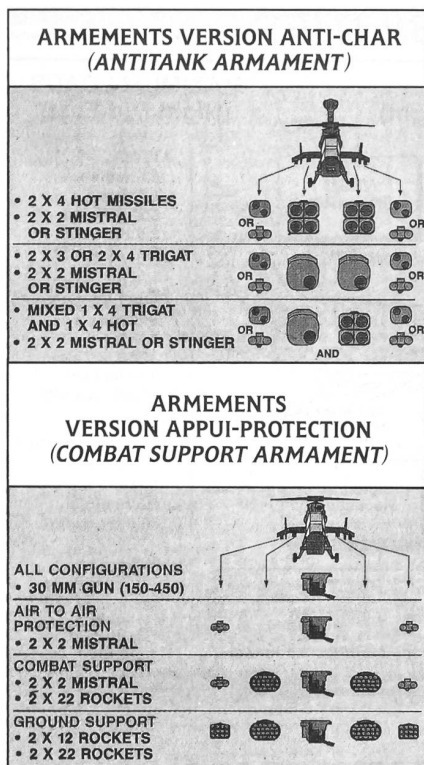 ARMEMENTS VERSION ANTI-CHAR
(ANTITANK ARMAMENT)
• 2 X 4 HOT MISSILES
• 2 X 2 MISTRAL
OR STINGER
OR
OR
• 2 X 3 OR 2 X 4 TRIGAT
• 2 X 2 MISTRAL
OR STINGER
OR
OR
• MIXED 1 X 4 TRIGAT
AND 1 X 4 HOT
• 2 X 2 MISTRAL OR STINGER
OR
OR
AND
ARMEMENTS
VERSION APPUI-PROTECTION
(COMBAT SUPPORT ARMAMENT)
ALL CONFIGURATIONS
• 30 MM GUN (150-450)
AIR TO AIR
PROTECTION
• 2 X 2 MISTRAL
COMBAT SUPPORT
• 2 X 2 MISTRAL
• 2 X 22 ROCKETS
GROUND SUPPORT
• 2 X 12 ROCKETS
• 2 X 22 ROCKETS